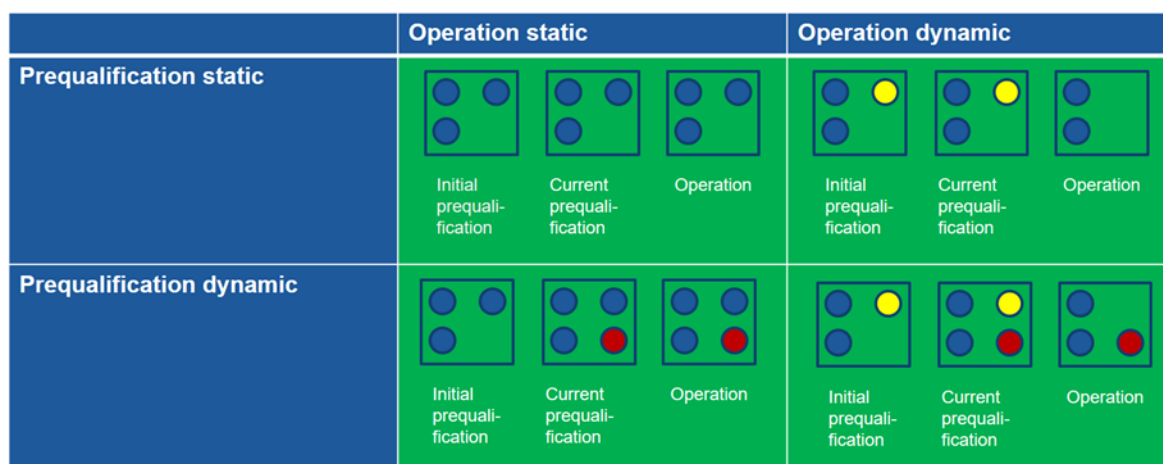 Operation static
Operation dynamic
Prequalification static
Initial
prequali-
fication
Current
prequali-
fication
Operation
Initial
prequali-
fication
Current
prequali-
fication
Operation
Prequalification dynamic
Initial
prequali-
fication
Current
prequali-
fication
Operation
Initial
prequali-
fication
Current
prequali-
fication
Operation